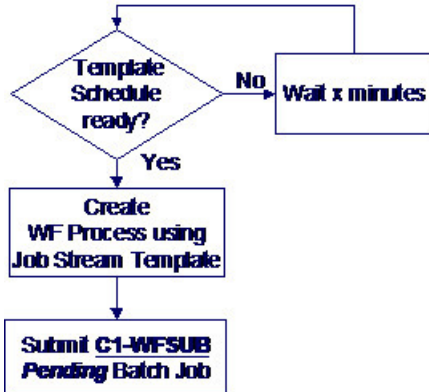 Template
Schedule
ready?
No
Wait x minutes
Yes
Create
WF Process using
Job Stream Template
Submit C1-WFSUB
Pending Batch Job